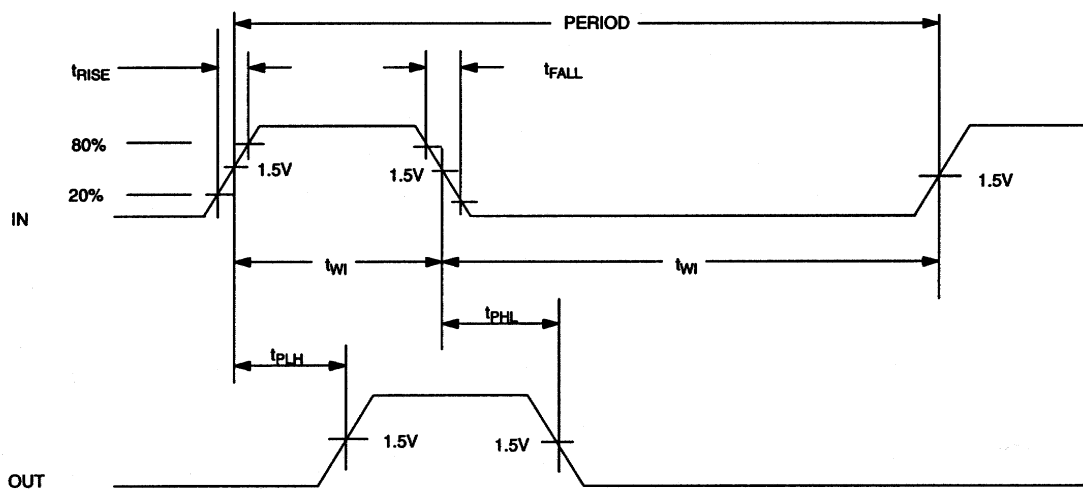 PERIOD
tRISE
tFALL
80%
1.5V
1.5V
1.5V
20%
IN
tWI
tWI
tPHL
tPLH
1.5V
1.5V
OUT